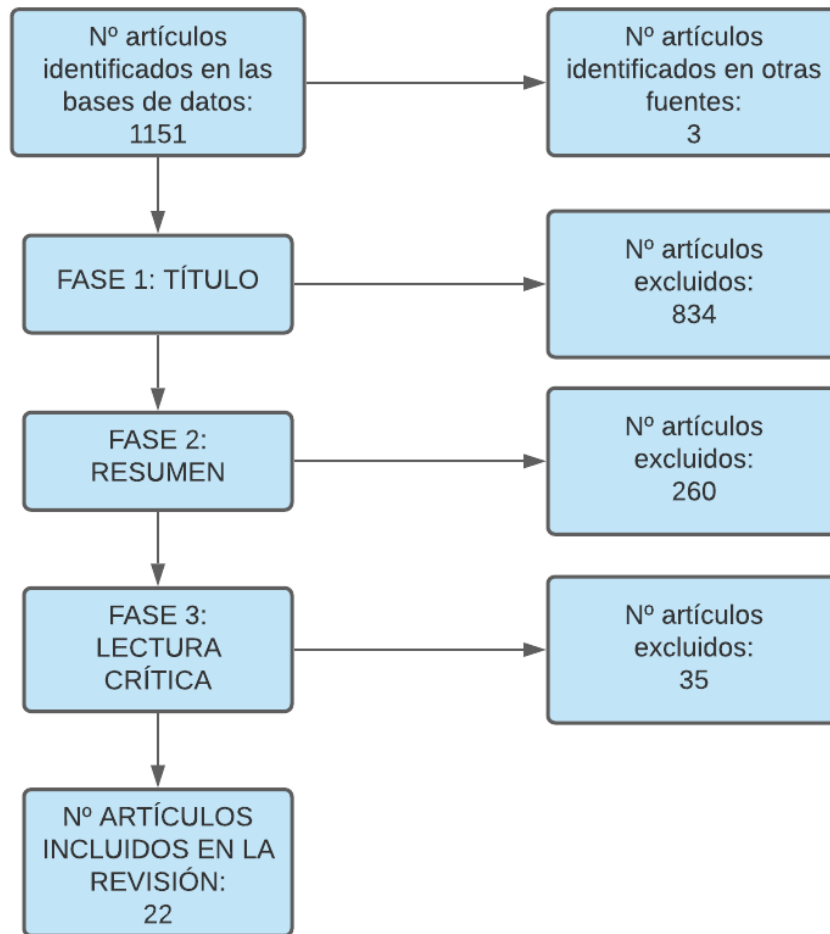 Nº artículos
identificados en las
bases de datos:
1151
Nº artículos
identificados en otras
fuentes:
3
FASE 1: TÍTULO
Nº artículos
excluidos:
834
FASE 2:
RESUMEN
Nº artículos
excluidos:
260
FASE 3:
LECTURA
CRÍTICA
Nº artículos
excluidos:
35
Nº ARTÍCULOS
INCLUIDOS EN LA
REVISIÓN:
22